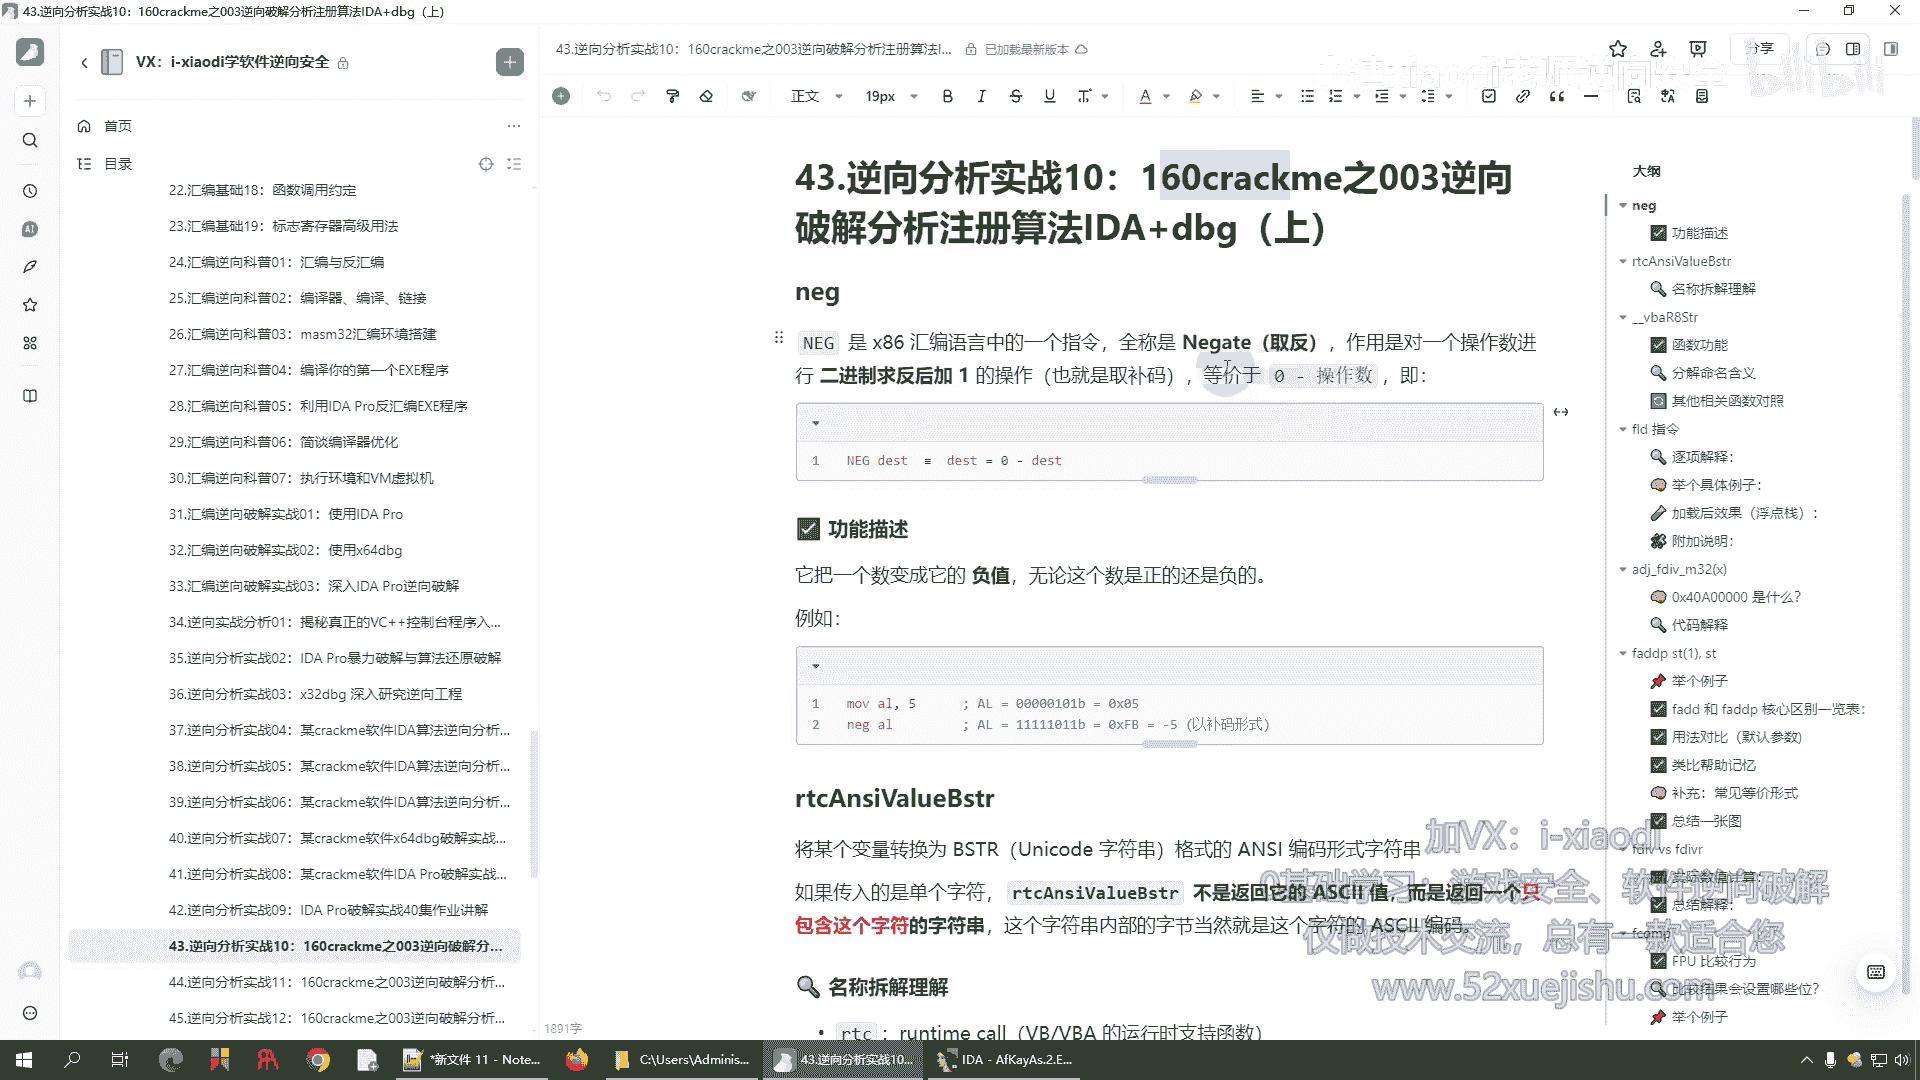 43.逆向分析实战10：160crackme之003逆向破解分析注册算法IDA+dbg（上）
VX：i-xiaodi学软件逆向安全
首页
目录
22.汇编基础18：函数调用约定
23.汇编基础19：标志寄存器高级用法
24.汇编逆向科普01：汇编与反汇编
25.汇编逆向科普02：编译器、编译、链接
26.汇编逆向科普03：masm32汇编环境搭建
27.汇编逆向科普04：编译你的第一个EXE程序
28.汇编逆向科普05：利用IDA Pro反汇编EXE程序
29.汇编逆向科普06：简谈编译器优化
30.汇编逆向科普07：执行环境和VM虚拟机
31.汇编逆向破解实战01：使用IDA Pro
32.汇编逆向破解实战02：使用x64dbg
33.汇编逆向破解实战03：深入IDA Pro逆向破解
34.逆向实战分析01：揭秘真正的VC++控制台程序入...
35.逆向分析实战02：IDA Pro暴力破解与算法还原破解
36.逆向分析实战03：x32dbg 深入研究逆向工程
37.逆向分析实战04：某crackme软件IDA算法逆向分析...
38.逆向分析实战05：某crackme软件IDA算法逆向分析...
39.逆向分析实战06：某crackme软件IDA算法逆向分析...
40.逆向分析实战07：某crackme软件x64dbg破解实战...
41.逆向分析实战08：某crackme软件IDA Pro破解实战...
42.逆向分析实战09：IDA Pro破解实战40集作业讲解
43.逆向分析实战10：160crackme之003逆向破解分...
44.逆向分析实战11：160crackme之003逆向破解分析...
45.逆向分析实战12：160crackme之003逆向破解分析...
43.逆向分析实战10：160crackme之003逆向破解分析注册算法I...
已加载最新版本
分享
bilibili
正文
19px
43.逆向分析实战10：160crackme之003逆向
破解分析注册算法IDA+dbg（上）
neg
NEG 是 x86 汇编语言中的一个指令，全称是 Negate（取反），作用是对一个操作数进
行 二进制求反后加 1 的操作（也就是取补码），等价于 0 - 操作数 ，即：
1 NEG dest ≡ dest = 0 - dest
功能描述
它把一个数变成它的 负值，无论这个数是正的还是负的。
例如：
1 mov al, 5 ; AL = 00000101b = 0x05
2 neg al ; AL = 11111011b = 0xFB = -5 (以补码形式)
rtcAnsiValueBstr
将某个变量转换为 BSTR（Unicode 字符串）格式的 ANSI 编码形式字符串
如果传入的是单个字符， rtcAnsiValueBstr 不是返回它的 ASCII 值，而是返回一个只
包含这个字符的字符串，这个字符串内部的字节当然就是这个字符的 ASCII 编码。
名称拆解理解
• rtc ：runtime call（VB/VBA 的运行时支持函数）
1891字
大纲
neg
功能描述
rtcAnsiValueBstr
名称拆解理解
__vbaR8Str
函数功能
分解命名含义
其他相关函数对照
fld 指令
逐项解释：
举个具体例子：
加载后效果（浮点栈）：
附加说明：
adj_fdiv_m32(x)
0x40A00000 是什么？
代码解释
faddp st(1), st
举个例子
fadd 和 faddp 核心区别一览表：
用法对比（默认参数）
类比帮助记忆
补充：常见等价形式
总结一张图
fdiv vs fdivr
总结解释：
fcomp
FPU 比较行为
比较结果会设置哪些位？
举个例子
加VX：i-xiaodi
0基础学习：游戏安全、软件逆向破解
仅做技术交流，总有一款适合您
www.52xuejishu.com
*新文件 11 - Note...
C:\Users\Adminis...
43.逆向分析实战10...
IDA - AfKayAs.2.E...